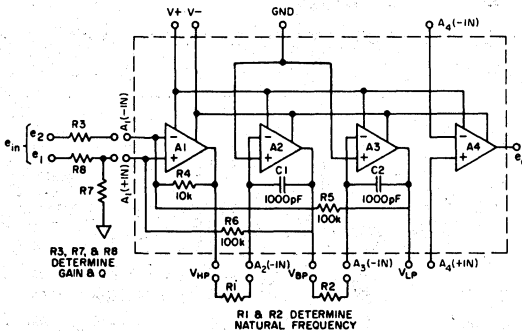 V+ V- GND A4(-IN)
A1(-IN)
e2 R3
ein
e1 R8
A1(+IN)
R7
A1 A2 A3 A4
R4
10k
C1
1000pF
C2
1000pF
R5
100k
R6
100k
R3, R7, & R8
DETERMINE
GAIN & Q
VHP A2(-IN) VBP A3(-IN) VLP A4(+IN)
R1 R2
R1 & R2 DETERMINE
NATURAL FREQUENCY